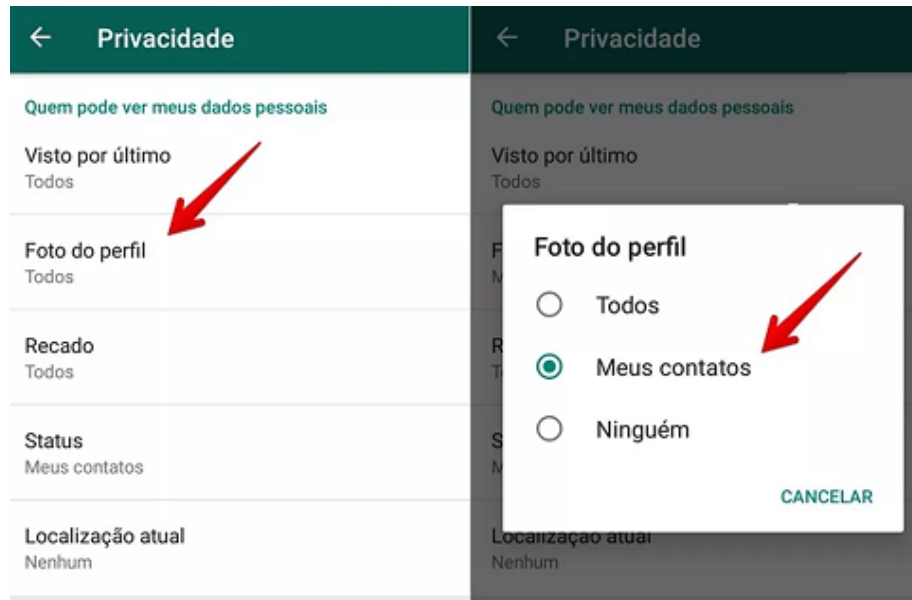 Privacidade
Quem pode ver meus dados pessoais
Visto por último
Todos
Foto do perfil
Todos
Recado
Todos
Status
Meus contatos
Localização atual
Nenhum
Privacidade
Quem pode ver meus dados pessoais
Visto por último
Todos
Foto do perfil
Todos
Meus contatos
Ninguém
CANCELAR
Localização atual
Nenhum